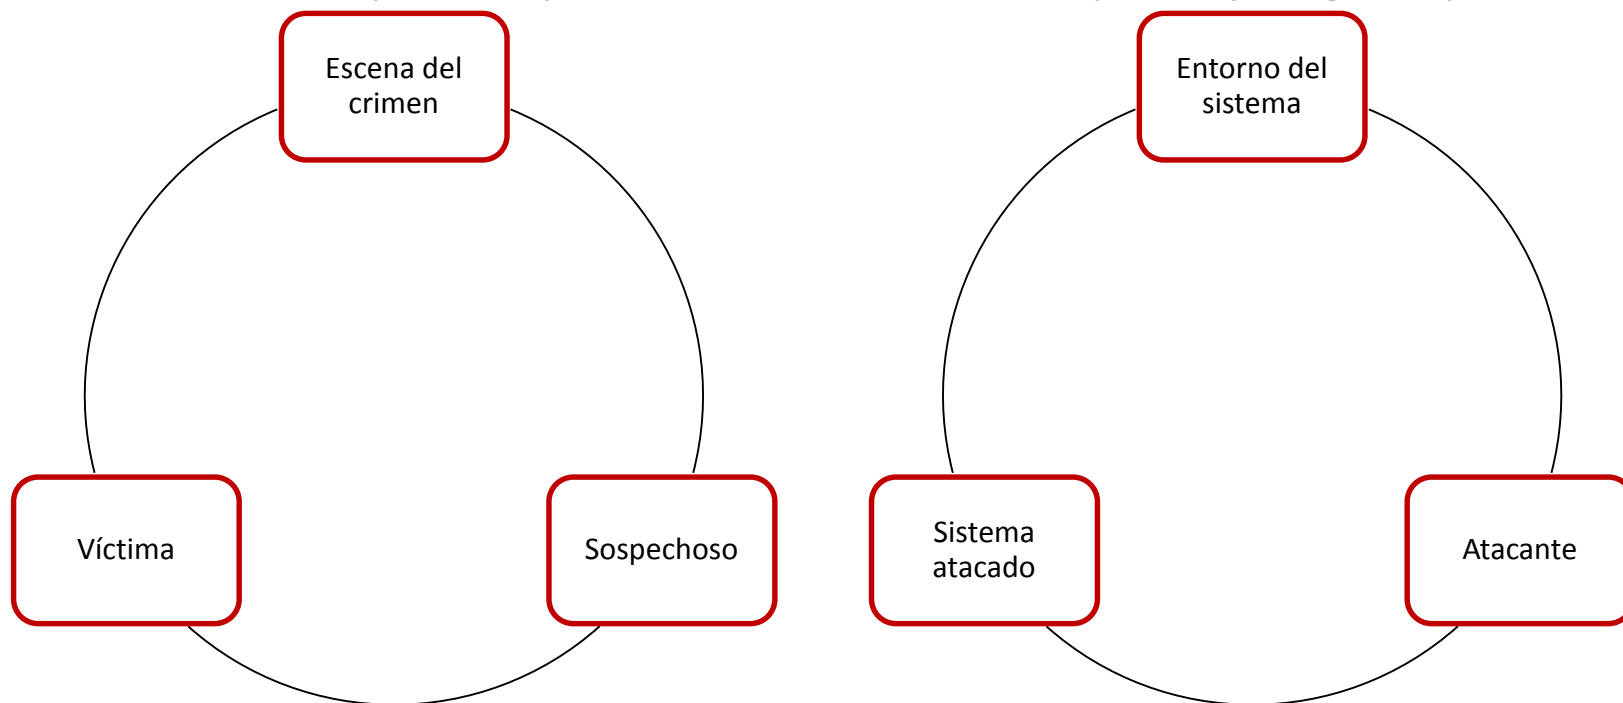 Escena del
crimen
Víctima
Sospechoso
Entorno del
sistema
Sistema
atacado
Atacante